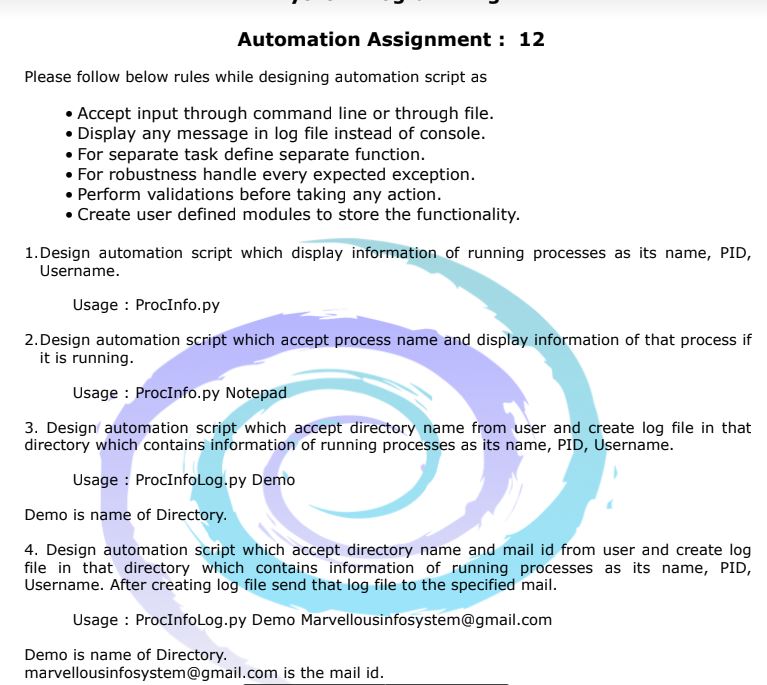 Automation Assignment : 12
Please follow below rules while designing automation script as
• Accept input through command line or through file.
• Display any message in log file instead of console.
• For separate task define separate function.
• For robustness handle every expected exception.
• Perform validations before taking any action.
• Create user defined modules to store the functionality.
1.Design automation script which display information of running processes as its name, PID,
Username.
Usage : ProcInfo.py
2.Design automation script which accept process name and display information of that process if
it is running.
Usage : ProcInfo.py Notepad
3. Design automation script which accept directory name from user and create log file in that
directory which contains information of running processes as its name, PID, Username.
Usage : ProcInfoLog.py Demo
Demo is name of Directory.
4. Design automation script which accept directory name and mail id from user and create log
file in that directory which contains information of running processes as its name, PID,
Username. After creating log file send that log file to the specified mail.
Usage : ProcInfoLog.py Demo Marvellousinfosystem@gmail.com
Demo is name of Directory.
marvellousinfosystem@gmail.com is the mail id.